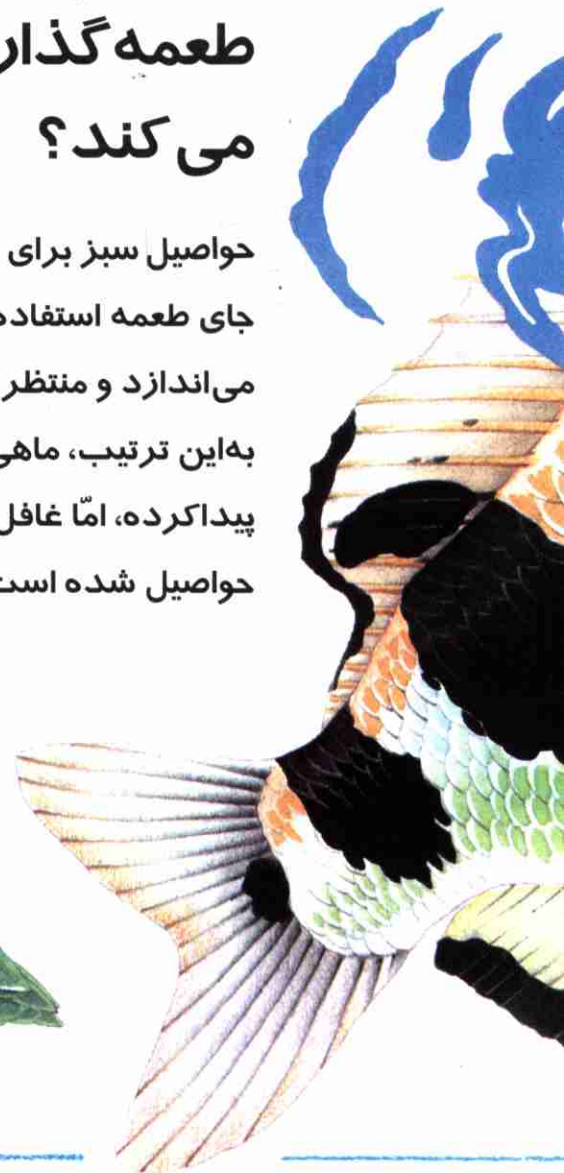 طعمه‌گذار
می‌کند؟
حواصیل سبز برای
جای طعمه استفاده
می‌اندازد و منتظر
به‌این ترتیب، ماهی
پیداکرده، امّا غافل
حواصیل شده است